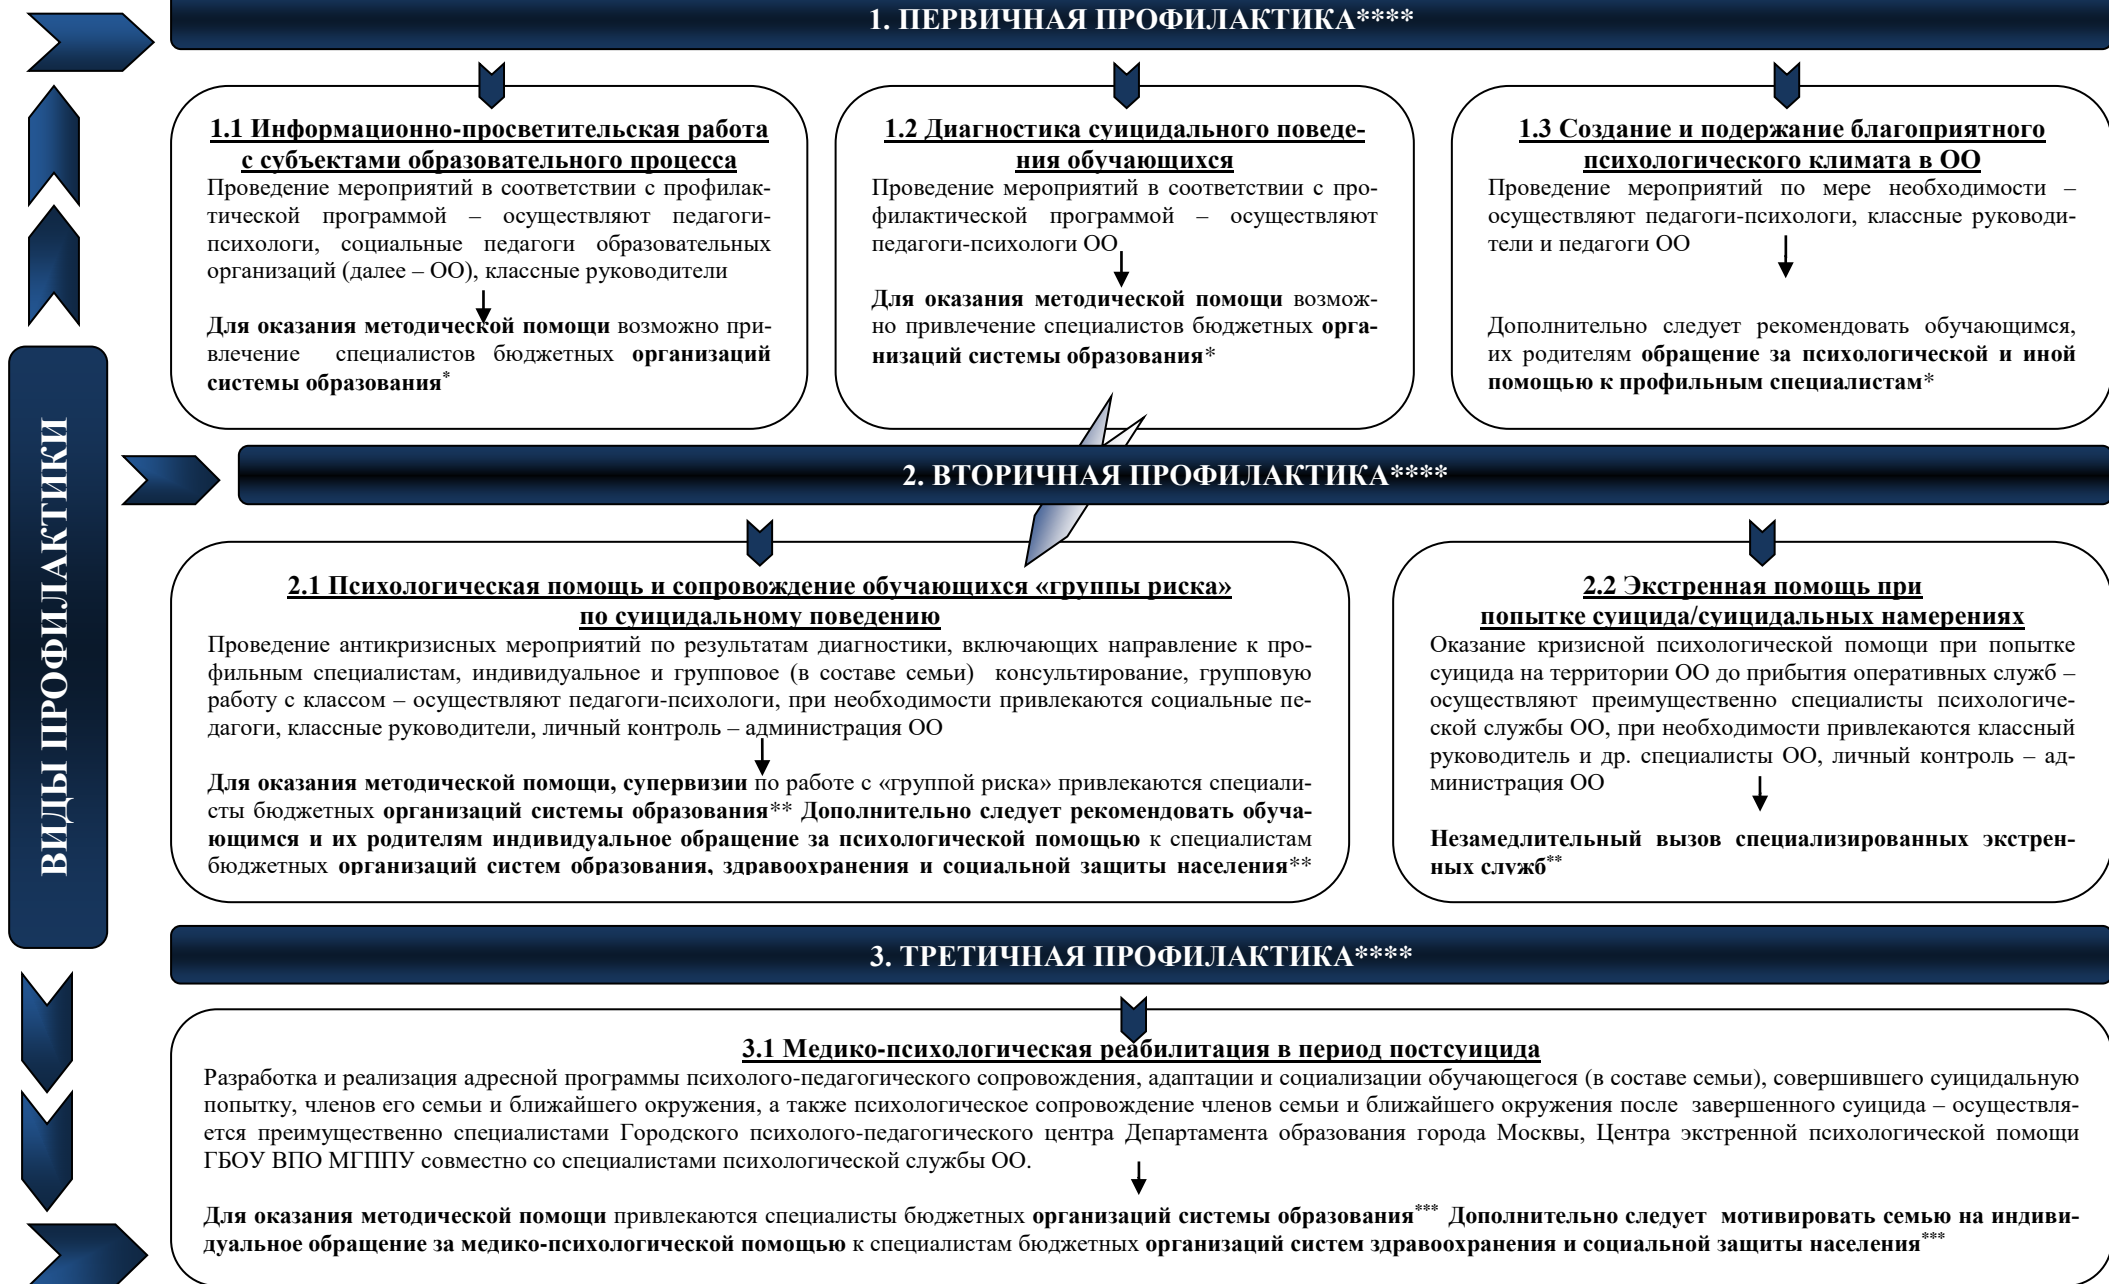 1. ПЕРВИЧНАЯ ПРОФИЛАКТИКА****
1.1 Информационно-просветительская работа
с субъектами образовательного процесса
Проведение мероприятий в соответствии с профилак-
тической программой – осуществляют педагоги-
психологи, социальные педагоги образовательных
организаций (далее – ОО), классные руководители
Для оказания методической помощи возможно при-
влечение специалистов бюджетных организаций
системы образования*
1.2 Диагностика суицидального поведе-
ния обучающихся
Проведение мероприятий в соответствии с про-
филактической программой – осуществляют
педагоги-психологи ОО
Для оказания методической помощи возмож-
но привлечение специалистов бюджетных орга-
низаций системы образования*
1.3 Создание и подержание благоприятного
психологического климата в ОО
Проведение мероприятий по мере необходимости –
осуществляют педагоги-психологи, классные руководи-
тели и педагоги ОО
Дополнительно следует рекомендовать обучающимся,
их родителям обращение за психологической и иной
помощью к профильным специалистам*
ВИДЫ ПРОФИЛАКТИКИ
2. ВТОРИЧНАЯ ПРОФИЛАКТИКА****
2.1 Психологическая помощь и сопровождение обучающихся «группы риска»
по суицидальному поведению
Проведение антикризисных мероприятий по результатам диагностики, включающих направление к про-
фильным специалистам, индивидуальное и групповое (в составе семьи) консультирование, групповую
работу с классом – осуществляют педагоги-психологи, при необходимости привлекаются социальные пе-
дагоги, классные руководители, личный контроль – администрация ОО
Для оказания методической помощи, супервизии по работе с «группой риска» привлекаются специали-
сты бюджетных организаций системы образования** Дополнительно следует рекомендовать обуча-
ющимся и их родителям индивидуальное обращение за психологической помощью к специалистам
бюджетных организаций систем образования, здравоохранения и социальной защиты населения**
2.2 Экстренная помощь при
попытке суицида/суицидальных намерениях
Оказание кризисной психологической помощи при попытке
суицида на территории ОО до прибытия оперативных служб –
осуществляют преимущественно специалисты психологиче-
ской службы ОО, при необходимости привлекаются классный
руководитель и др. специалисты ОО, личный контроль – ад-
министрация ОО
Незамедлительный вызов специализированных экстрен-
ных служб**
3. ТРЕТИЧНАЯ ПРОФИЛАКТИКА****
3.1 Медико-психологическая реабилитация в период постсуицида
Разработка и реализация адресной программы психолого-педагогического сопровождения, адаптации и социализации обучающегося (в составе семьи), совершившего суицидальную
попытку, членов его семьи и ближайшего окружения, а также психологическое сопровождение членов семьи и ближайшего окружения после завершенного суицида – осуществля-
ется преимущественно специалистами Городского психолого-педагогического центра Департамента образования города Москвы, Центра экстренной психологической помощи
ГБОУ ВПО МГППУ совместно со специалистами психологической службы ОО.
Для оказания методической помощи привлекаются специалисты бюджетных организаций системы образования*** Дополнительно следует мотивировать семью на индиви-
дуальное обращение за медико-психологической помощью к специалистам бюджетных организаций систем здравоохранения и социальной защиты населения***